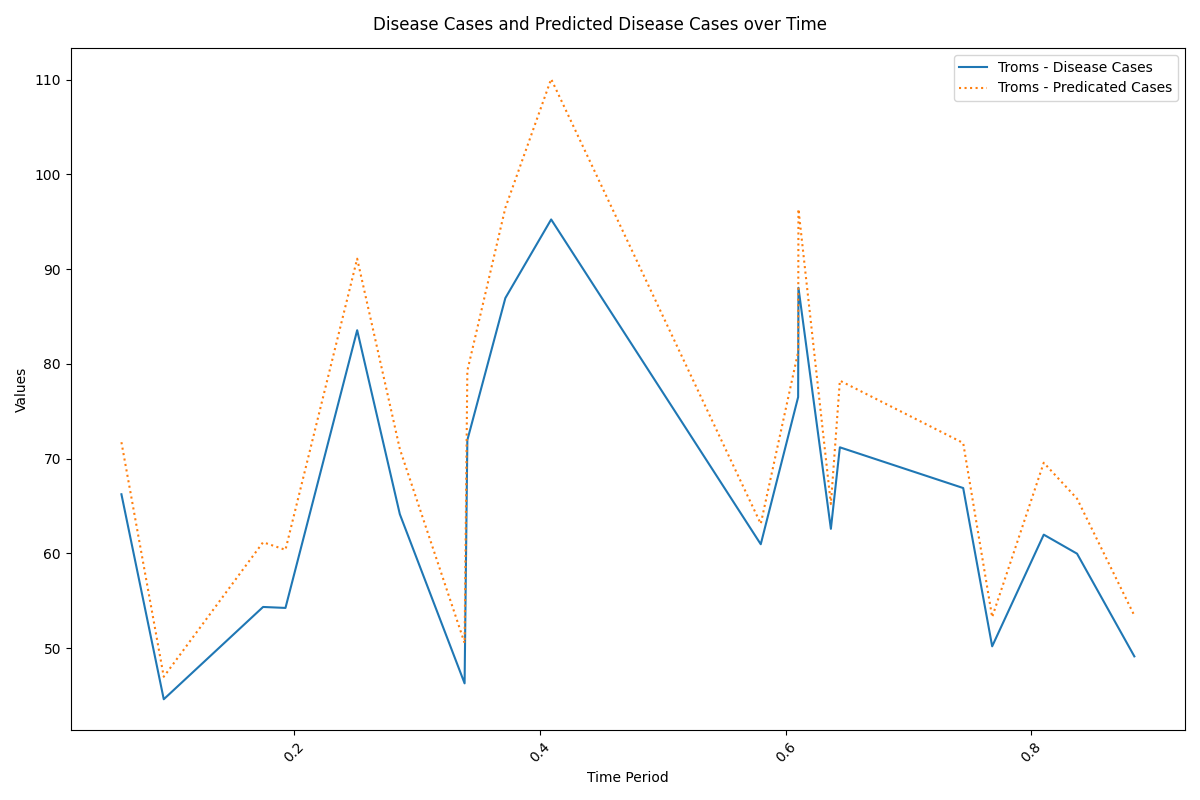 Disease Cases and Predicted Disease Cases over Time
Troms - Disease Cases
Troms - Predicated Cases
110
100
90
80
70
60
50
Values
0.2
0.4
0.6
0.8
Time Period